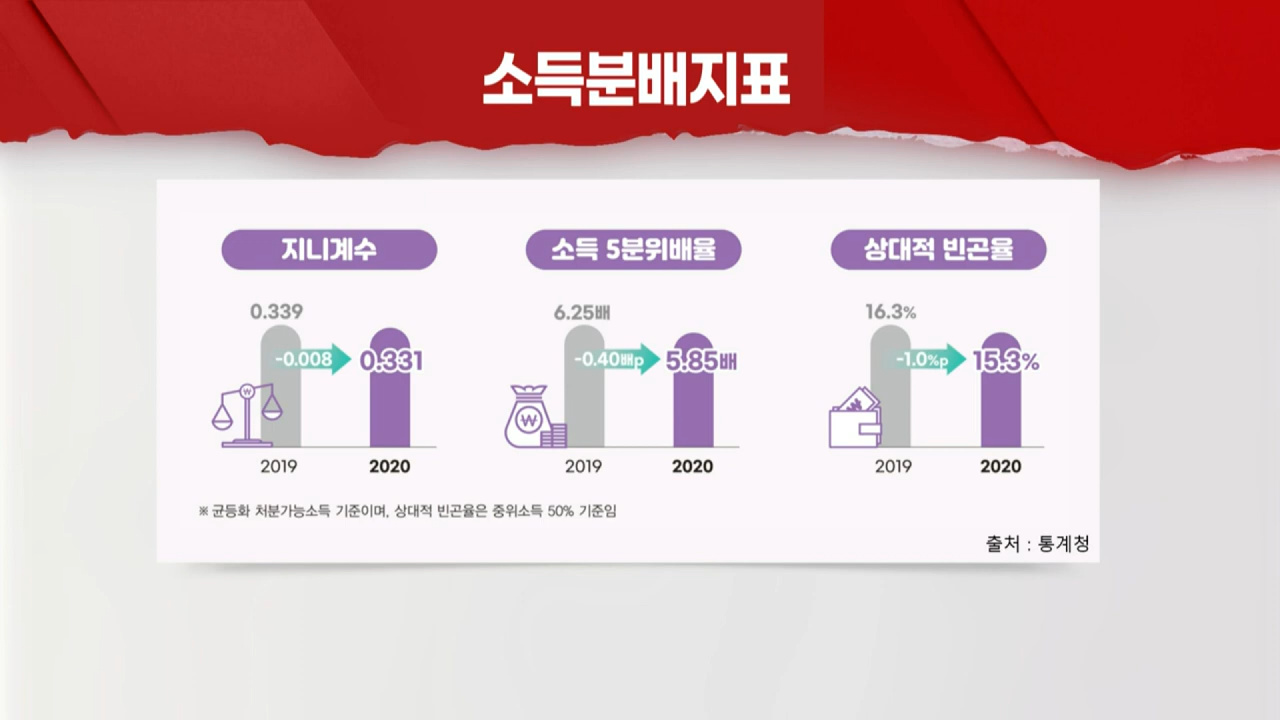 소득분배지표
지니계수
0.339
-0.008
0.331
2019
2020
소득 5분위배율
6.25배
-0.40배p
5.85배
2019
2020
상대적 빈곤율
16.3%
-1.0%p
15.3%
2019
2020
※ 균등화 처분가능소득 기준이며, 상대적 빈곤율은 중위소득 50% 기준임
출처 : 통계청